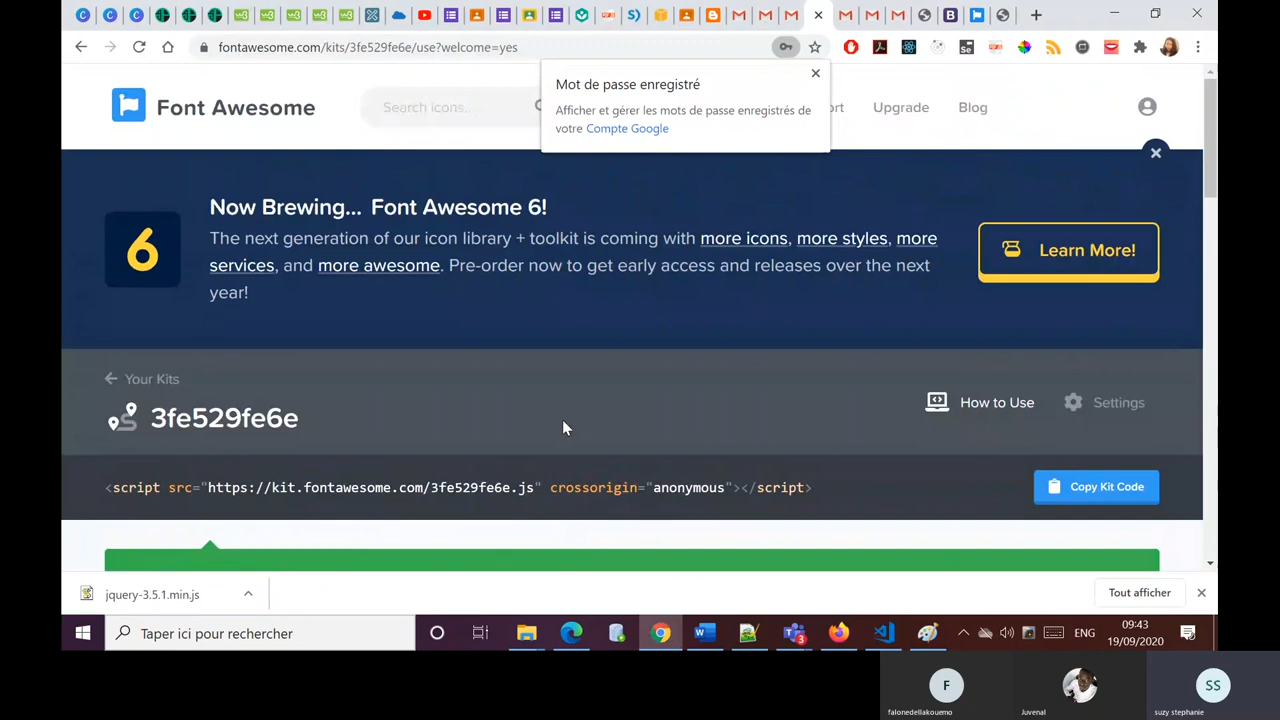 fontawesome.com/kits/3fe529fe6e/use?welcome=yes
Mot de passe enregistré
Afficher et gérer les mots de passe enregistrés de
votre Compte Google
Font Awesome
Search icons...
Upgrade
Blog
6
Now Brewing... Font Awesome 6!
The next generation of our icon library + toolkit is coming with more icons, more styles, more
services, and more awesome. Pre-order now to get early access and releases over the next
year!
Learn More!
Your Kits
3fe529fe6e
How to Use
Settings
<script src="https://kit.fontawesome.com/3fe529fe6e.js" crossorigin="anonymous"></script>
Copy Kit Code
jquery-3.5.1.min.js
Tout afficher
Taper ici pour rechercher
ENG
09:43
19/09/2020
F
SS
falonedellakouemo
Juvenal
suzy stephanie